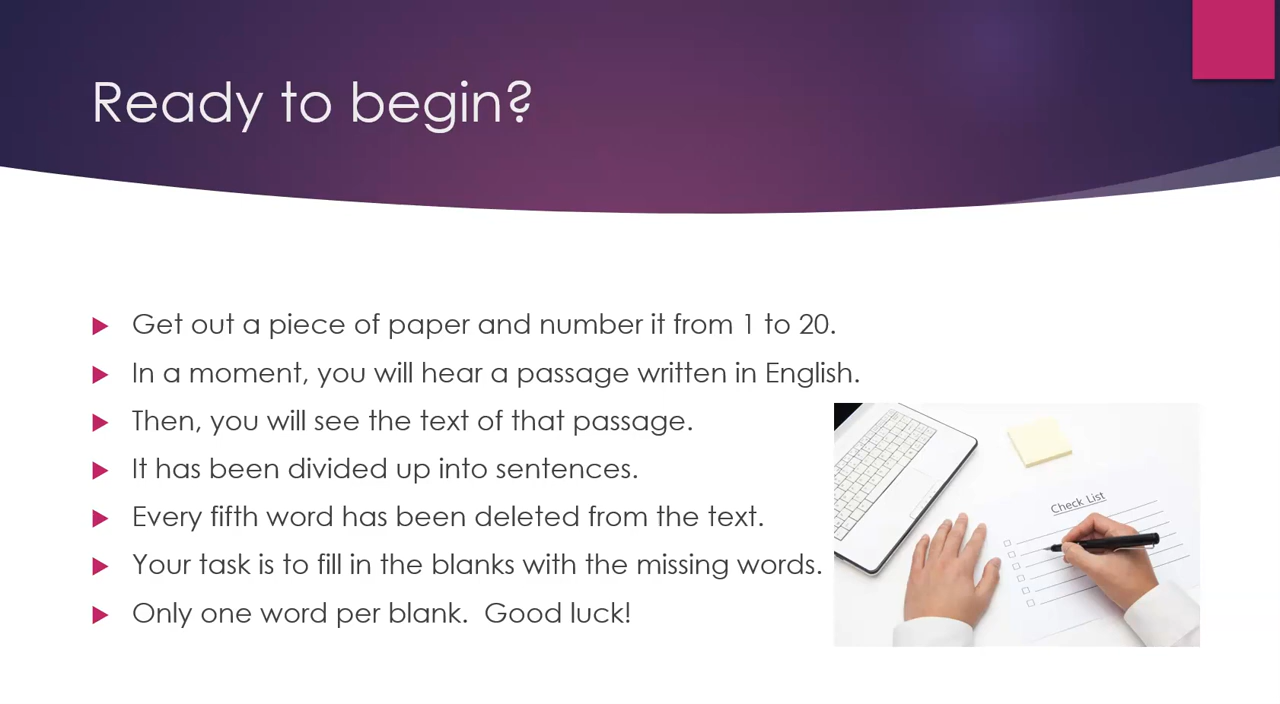 Ready to begin?
Get out a piece of paper and number it from 1 to 20.
In a moment, you will hear a passage written in English.
Then, you will see the text of that passage.
It has been divided up into sentences.
Every fifth word has been deleted from the text.
Your task is to fill in the blanks with the missing words.
Only one word per blank.  Good luck!
Check List